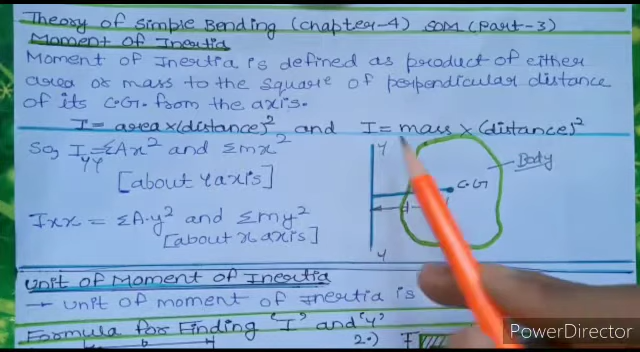 Theory of Simple Bending (Chapter-4) SOM (Part-3)
Moment of Inertia
Moment of Inertia is defined as product of either
area or mass to the square of perpendicular distance
of its C.G. from the axis.
I = area×(distance)² and I = mass×(distance)²
So, Iyy = ΣAx² and Σmx²
[about Y axis]
Y
Body
C.G
Ixx = ΣA.y² and Σmy²
[about x axis]
Y
Unit of Moment of Inertia
→ unit of moment of Inertia is
Formula for Finding 'I' and 'y'
b
2.) I
PowerDirector